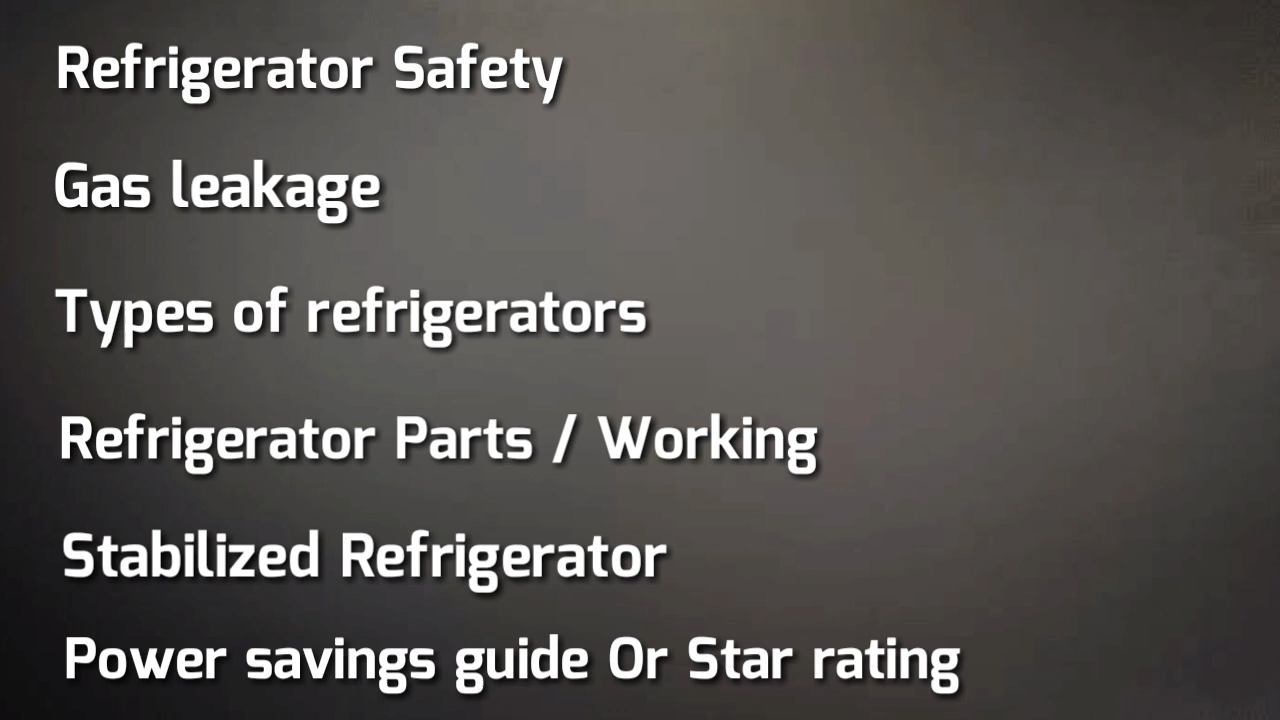 Refrigerator Safety
Gas leakage
Types of refrigerators
Refrigerator Parts / Working
Stabilized Refrigerator
Power savings guide Or Star rating